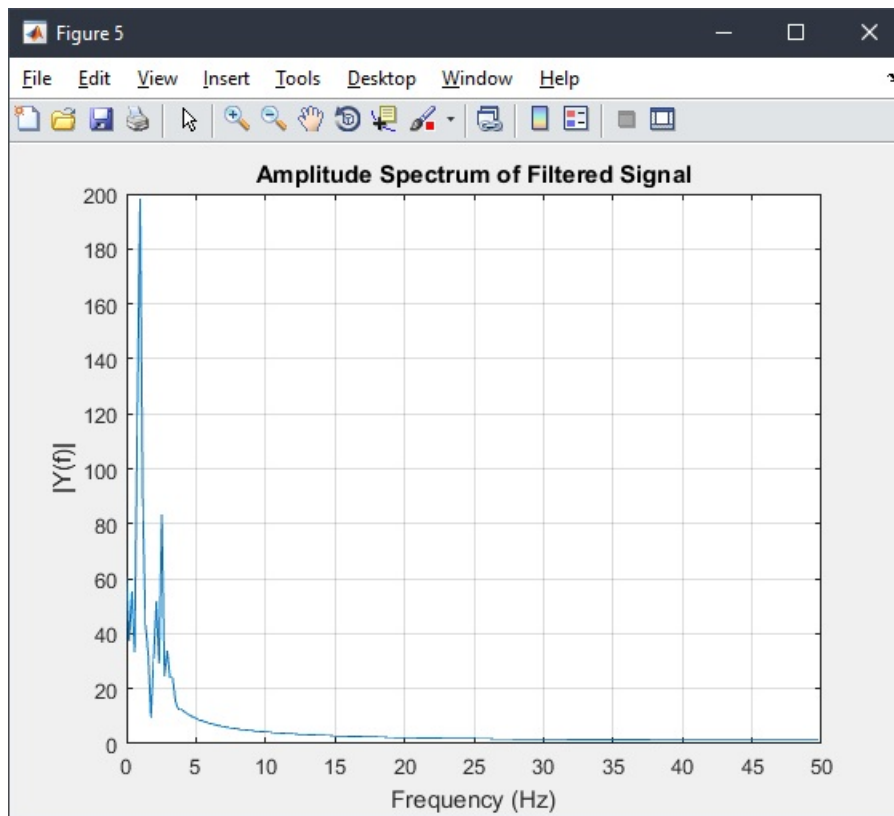 Figure 5
File Edit View Insert Tools Desktop Window Help
Amplitude Spectrum of Filtered Signal
200
180
160
140
120
100
80
60
40
20
0
|Y(f)|
0 5 10 15 20 25 30 35 40 45 50
Frequency (Hz)